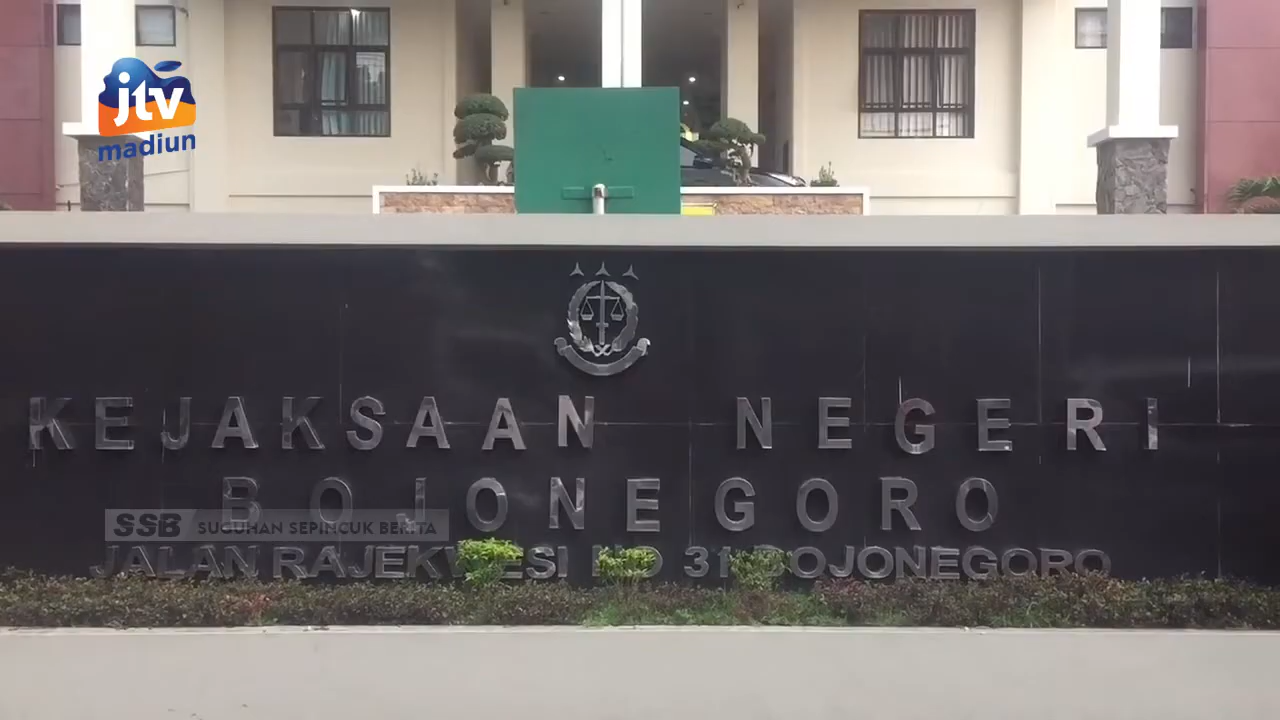 jtv
madiun
KEJAKSAAN NEGERI
BOJONEGORO
SSB SUGUHAN SEPINCUK BERITA
JALAN RAJEKWESI NO 31 BOJONEGORO